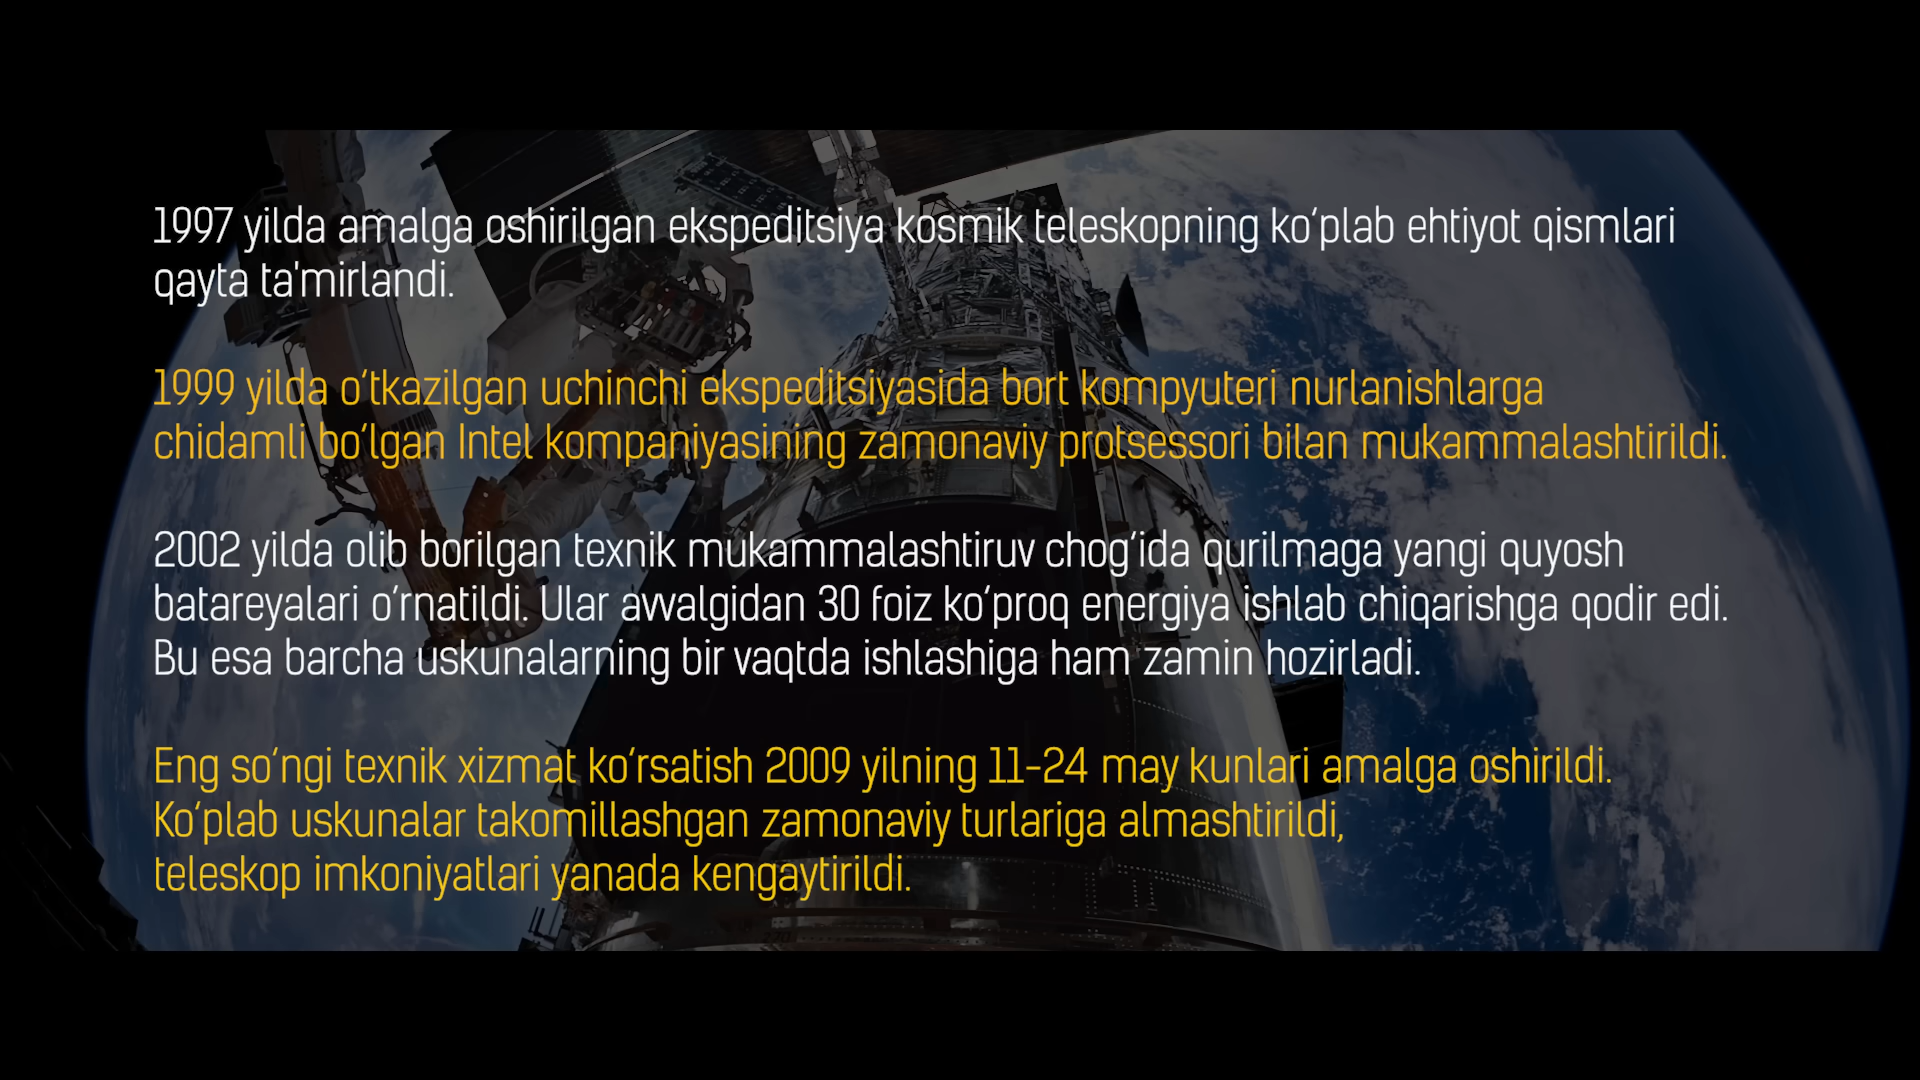 1997 yilda amalga oshirilgan ekspeditsiya kosmik teleskopning ko‘plab ehtiyot qismlari
qayta ta'mirlandi.
1999 yilda o‘tkazilgan uchinchi ekspeditsiyasida bort kompyuteri nurlanishlarga
chidamli bo‘lgan Intel kompaniyasining zamonaviy protsessori bilan mukammalashtirildi.
2002 yilda olib borilgan texnik mukammalashtiruv chog‘ida qurilmaga yangi quyosh
batareyalari o‘rnatildi. Ular avvalgidan 30 foiz ko‘proq energiya ishlab chiqarishga qodir edi.
Bu esa barcha uskunalarning bir vaqtda ishlashiga ham zamin hozirladi.
Eng so‘ngi texnik xizmat ko‘rsatish 2009 yilning 11-24 may kunlari amalga oshirildi.
Ko‘plab uskunalar takomillashgan zamonaviy turlariga almashtirildi,
teleskop imkoniyatlari yanada kengaytirildi.